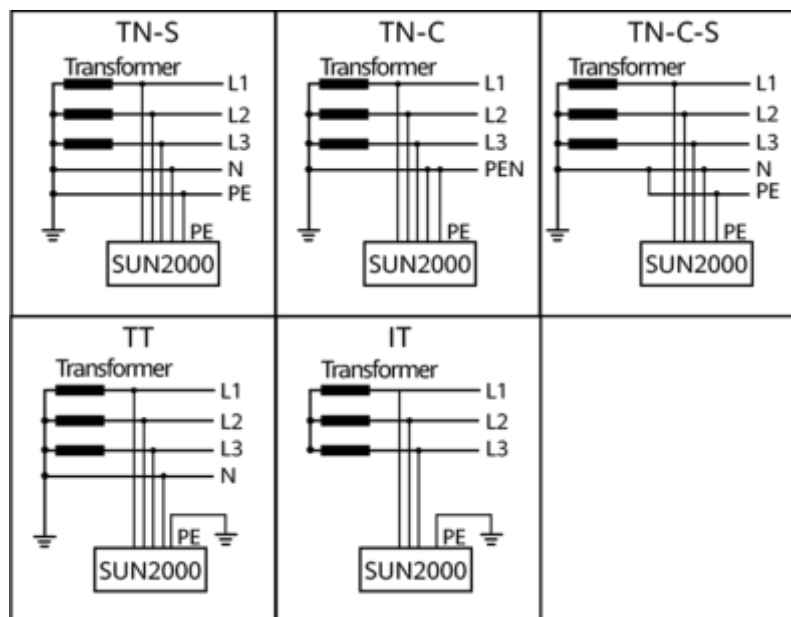 TN-S
Transformer
L1
L2
L3
N
PE
PE
SUN2000
TN-C
Transformer
L1
L2
L3
PEN
PE
SUN2000
TN-C-S
Transformer
L1
L2
L3
N
PE
PE
SUN2000
TT
Transformer
L1
L2
L3
N
PE
SUN2000
IT
Transformer
L1
L2
L3
PE
SUN2000